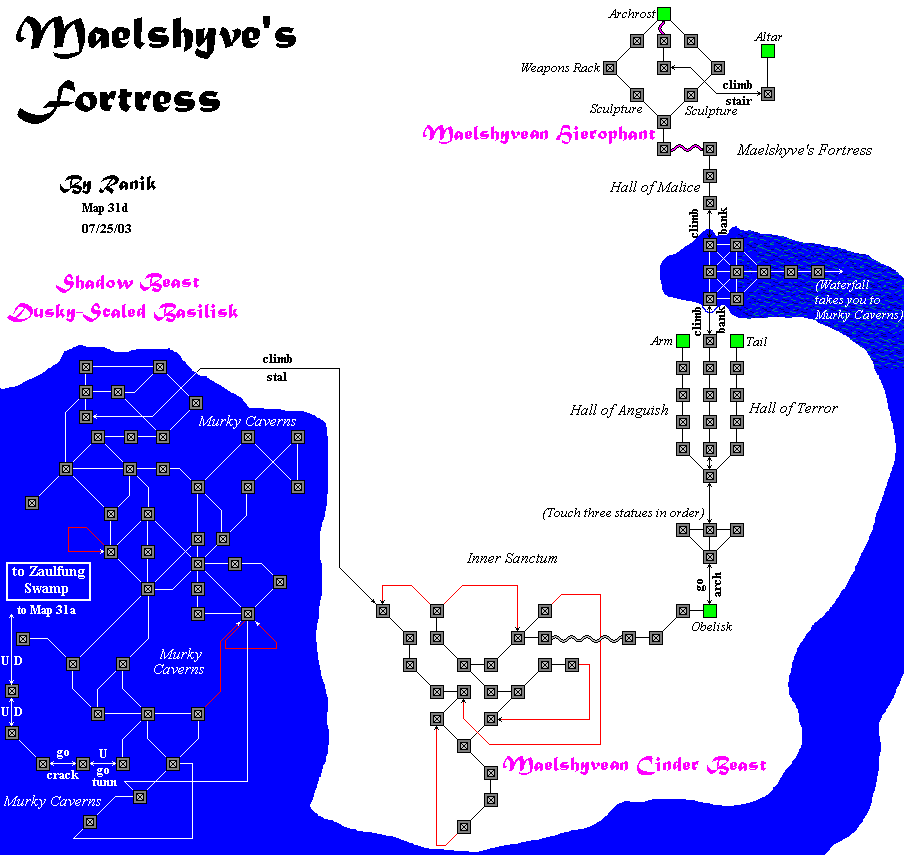 Maelshyve's
Fortress
By Ranik
Map 31d
07/25/03
Shadow Beast
Dusky-Scaled Basilisk
Archrost
Altar
Weapons Rack
climb
stair
Sculpture
Sculpture
Maelshyvean Hierophant
Maelshyve's Fortress
Hall of Malice
climb
bank
(Waterfall
takes you to
Murky Caverns)
climb
bank
Arm
Tail
Hall of Anguish
Hall of Terror
(Touch three statues in order)
go
arch
Obelisk
climb
stal
Murky Caverns
Inner Sanctum
to Zaulfung
Swamp
to Map 31a
U D
U D
Murky
Caverns
go
crack
U
go
tunn
Murky Caverns
Maelshyvean Cinder Beast